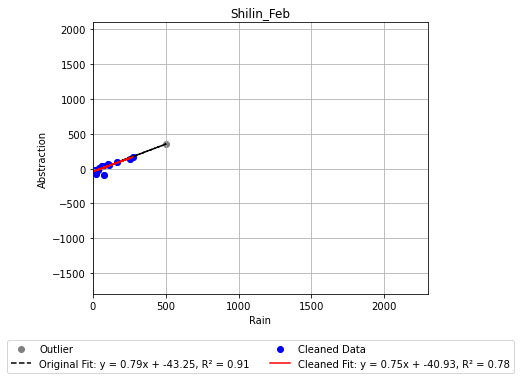 Shilin_Feb
2000
1500
1000
500
0
−500
−1000
−1500
Abstraction
0 500 1000 1500 2000
Rain
Outlier
Original Fit: y = 0.79x + -43.25, R² = 0.91
Cleaned Data
Cleaned Fit: y = 0.75x + -40.93, R² = 0.78